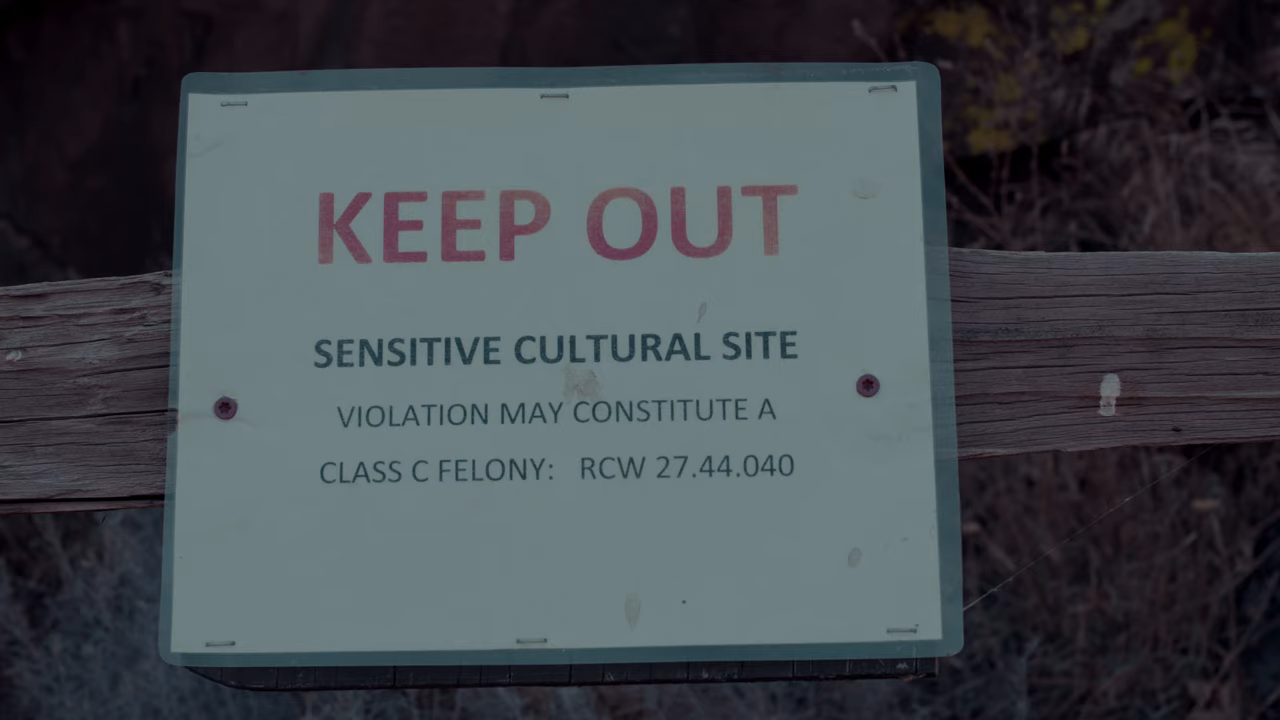 KEEP OUT
SENSITIVE CULTURAL SITE
VIOLATION MAY CONSTITUTE A
CLASS C FELONY: RCW 27.44.040